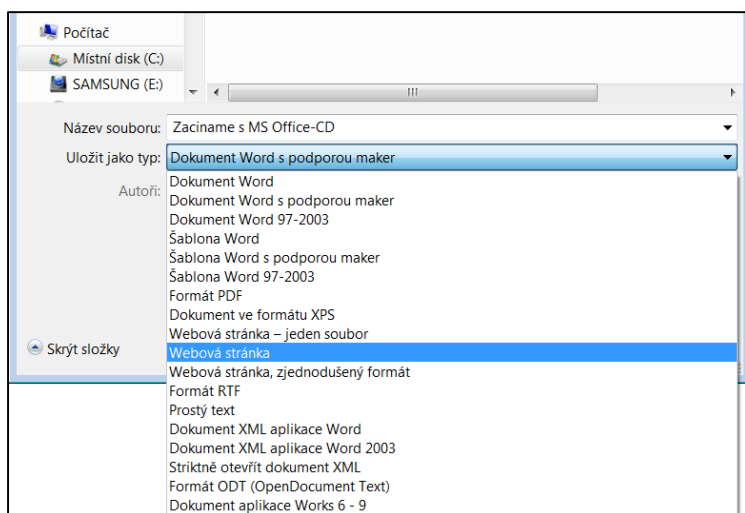 Počítač
Místní disk (C:)
SAMSUNG (E:)
Název souboru: Zaciname s MS Office-CD
Uložit jako typ: Dokument Word s podporou maker
Autoři:
Dokument Word
Dokument Word s podporou maker
Dokument Word 97-2003
Šablona Word
Šablona Word s podporou maker
Šablona Word 97-2003
Formát PDF
Dokument ve formátu XPS
Webová stránka – jeden soubor
Skrýt složky
Webová stránka
Webová stránka, zjednodušený formát
Formát RTF
Prostý text
Dokument XML aplikace Word
Dokument XML aplikace Word 2003
Striktně otevřít dokument XML
Formát ODT (OpenDocument Text)
Dokument aplikace Works 6 - 9